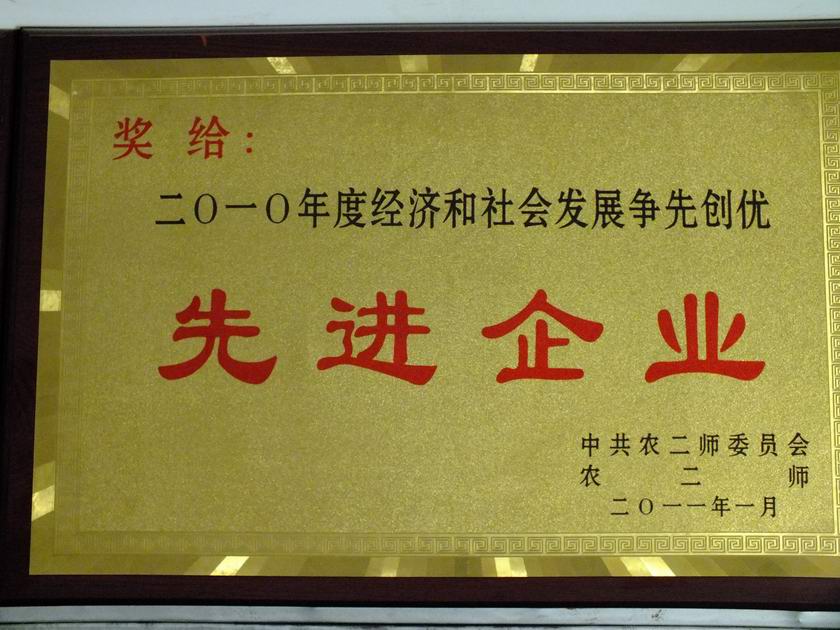 奖给：
二〇一〇年度经济和社会发展争先创优
先进企业
中共农二师委员会
农二师
二〇一一年一月